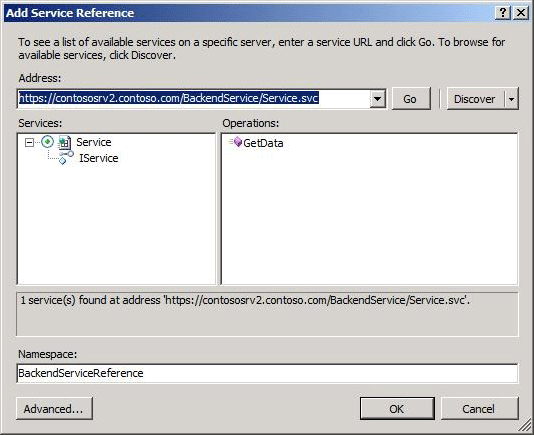 Add Service Reference
To see a list of available services on a specific server, enter a service URL and click Go. To browse for
available services, click Discover.
Address:
https://contososrv2.contoso.com/BackendService/Service.svc
Go
Discover
Services:
Operations:
Service
IService
GetData
1 service(s) found at address 'https://contososrv2.contoso.com/BackendService/Service.svc'.
Namespace:
BackendServiceReference
Advanced...
OK
Cancel